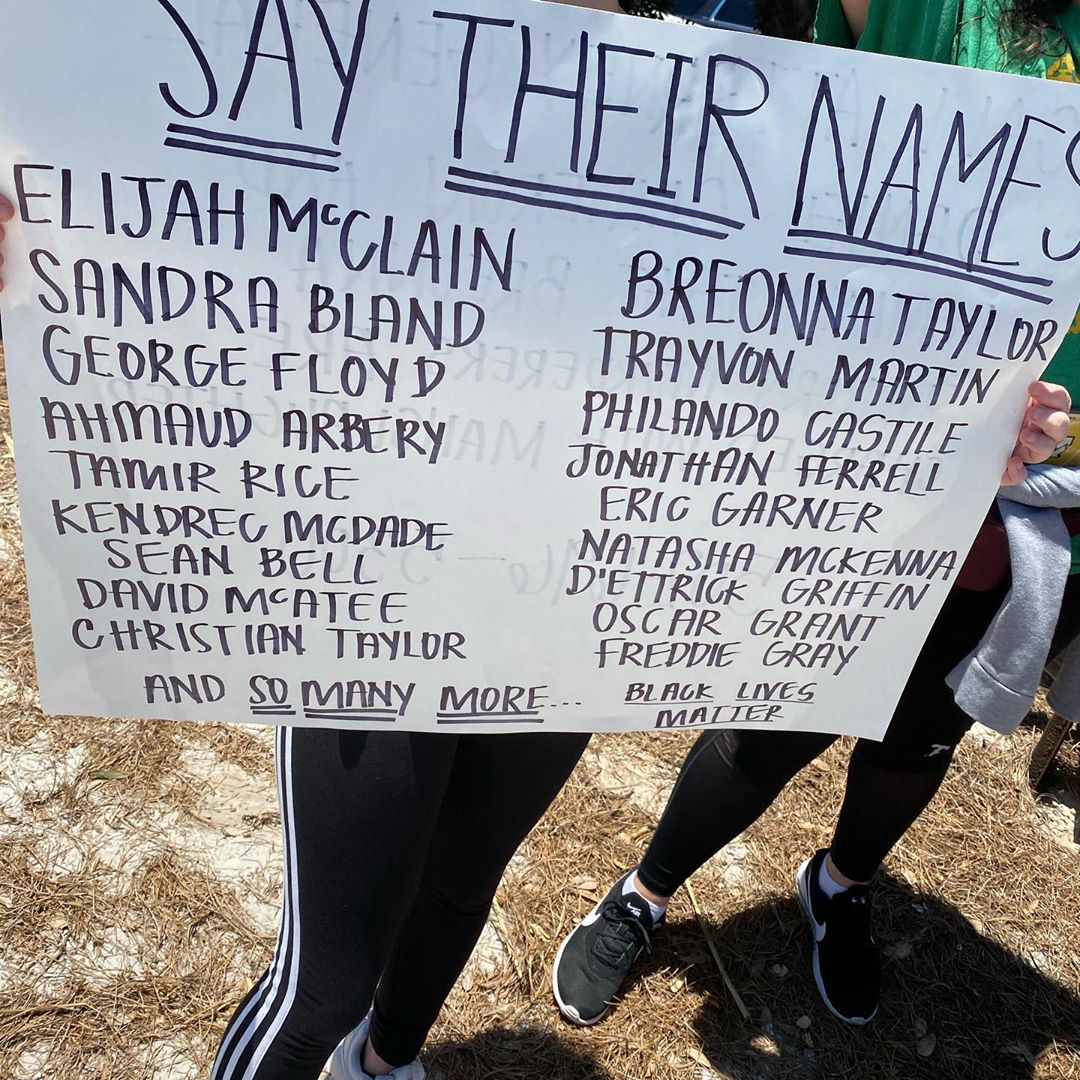 SAY THEIR NAMES
ELIJAH McCLAIN
SANDRA BLAND
GEORGE FLOYD
AHMAUD ARBERY
TAMIR RICE
KENDREC MCDADE
SEAN BELL
DAVID McATEE
CHRISTIAN TAYLOR
AND SO MANY MORE...
BREONNA TAYLOR
TRAYVON MARTIN
PHILANDO CASTILE
JONATHAN FERRELL
ERIC GARNER
NATASHA MCKENNA
D'ETTRICK GRIFFIN
OSCAR GRANT
FREDDIE GRAY
BLACK LIVES
MATTER